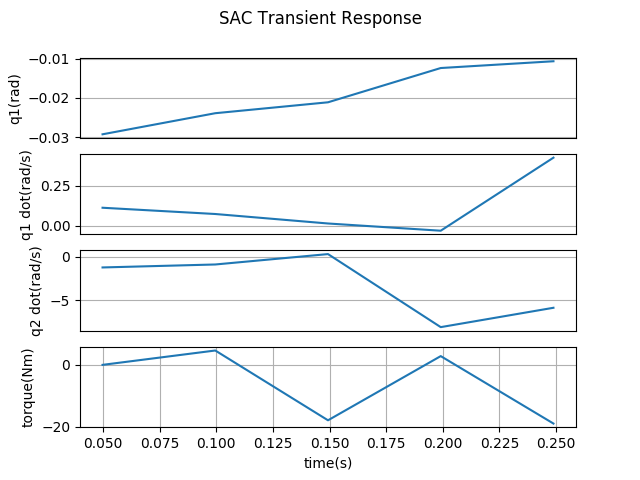 SAC Transient Response
q1(rad)
−0.01
−0.02
−0.03
q1 dot(rad/s)
0.25
0.00
q2 dot(rad/s)
0
−5
torque(Nm)
0
−20
0.050 0.075 0.100 0.125 0.150 0.175 0.200 0.225 0.250
time(s)